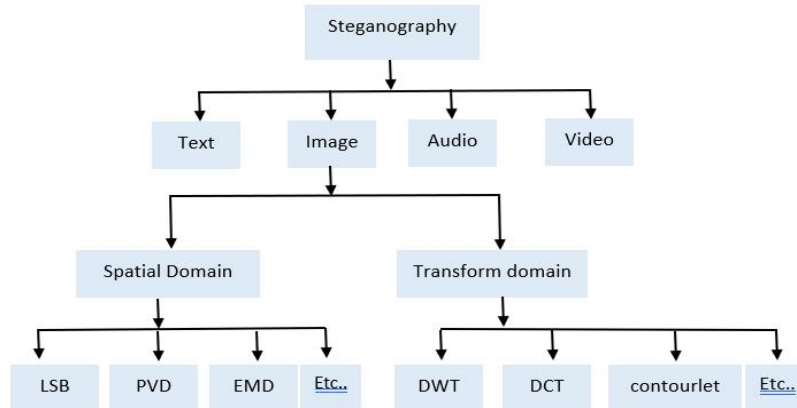 Steganography
Text
Image
Audio
Video
Spatial Domain
Transform domain
LSB
PVD
EMD
Etc..
DWT
DCT
contourlet
Etc..